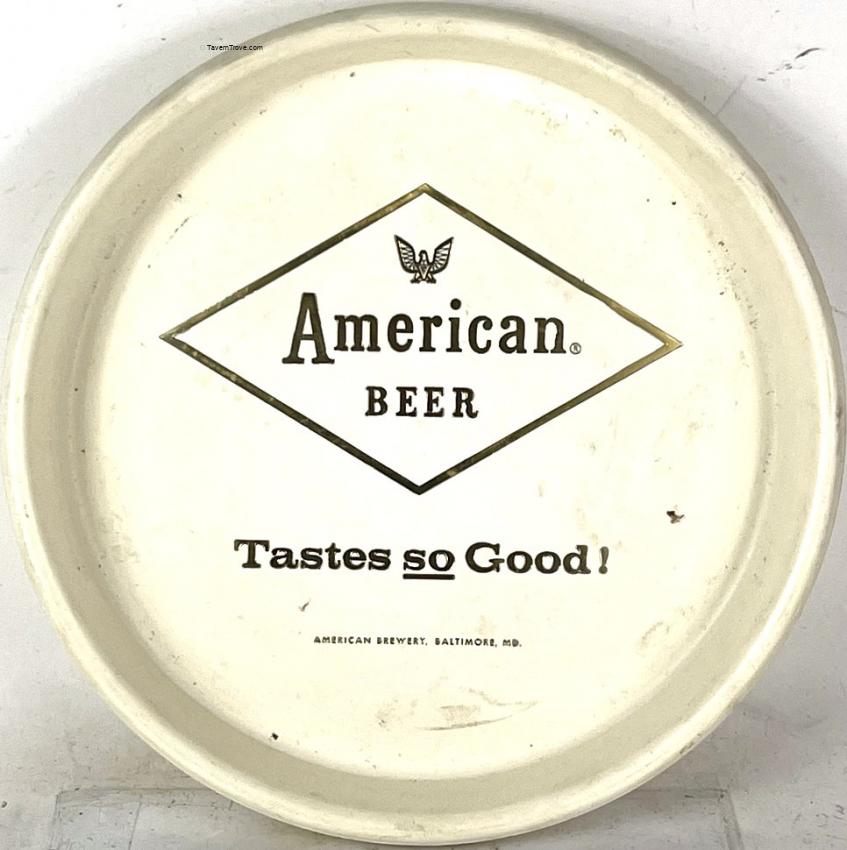 © TavernTrove.com
American®
BEER
Tastes so Good!
AMERICAN BREWERY, BALTIMORE, MD.